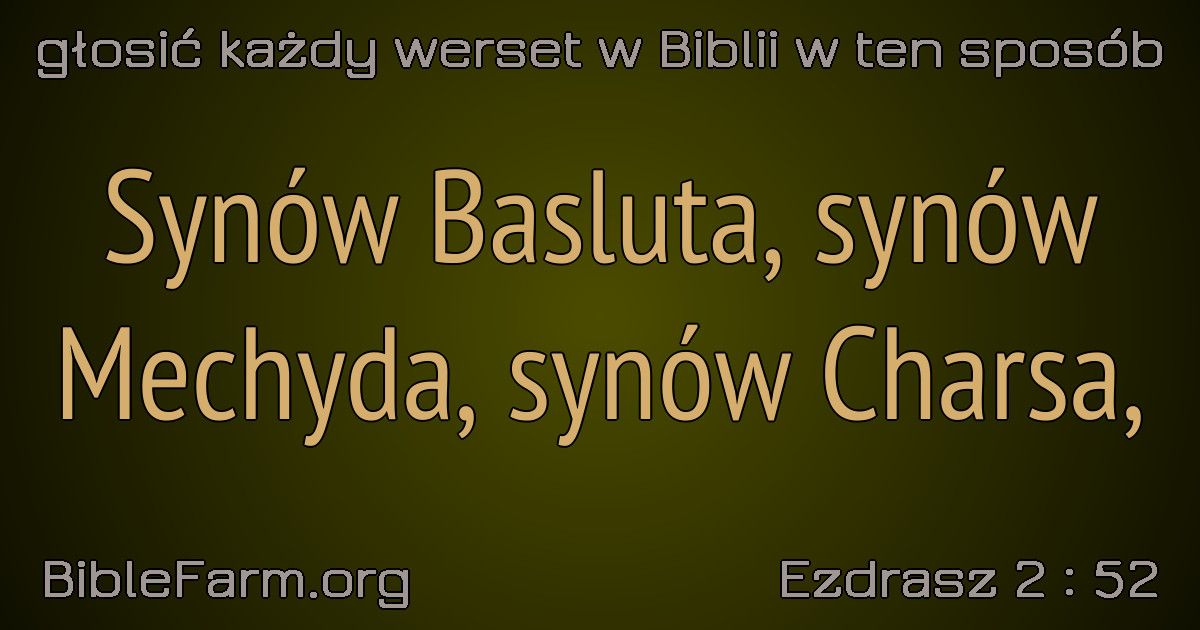 głosić każdy werset w Biblii w ten sposób
Synów Basluta, synów
Mechyda, synów Charsa,
BibleFarm.org
Ezdrasz 2 : 52